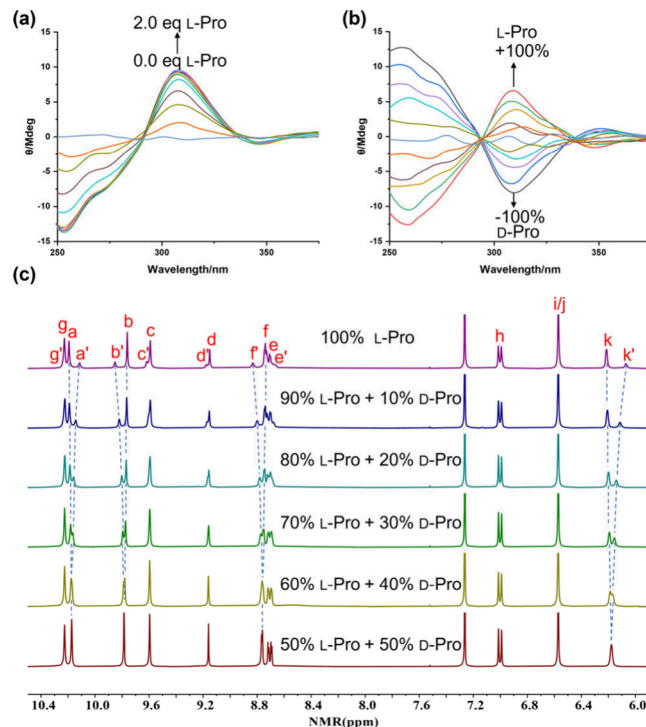 (a)
2.0 eq L-Pro
0.0 eq L-Pro
θ/Mdeg
15
10
5
0
-5
-10
-15
250
300
350
Wavelength/nm
(b)
L-Pro
+100%
-100%
D-Pro
θ/Mdeg
15
10
5
0
-5
-10
-15
250
300
350
Wavelength/nm
(c)
g a b c d f e h i/j k
g' a' b' c' d' f' e' k'
100% L-Pro
90% L-Pro + 10% D-Pro
80% L-Pro + 20% D-Pro
70% L-Pro + 30% D-Pro
60% L-Pro + 40% D-Pro
50% L-Pro + 50% D-Pro
10.4 10.0 9.6 9.2 8.8 8.4 8.0 7.6 7.2 6.8 6.4 6.0
NMR(ppm)